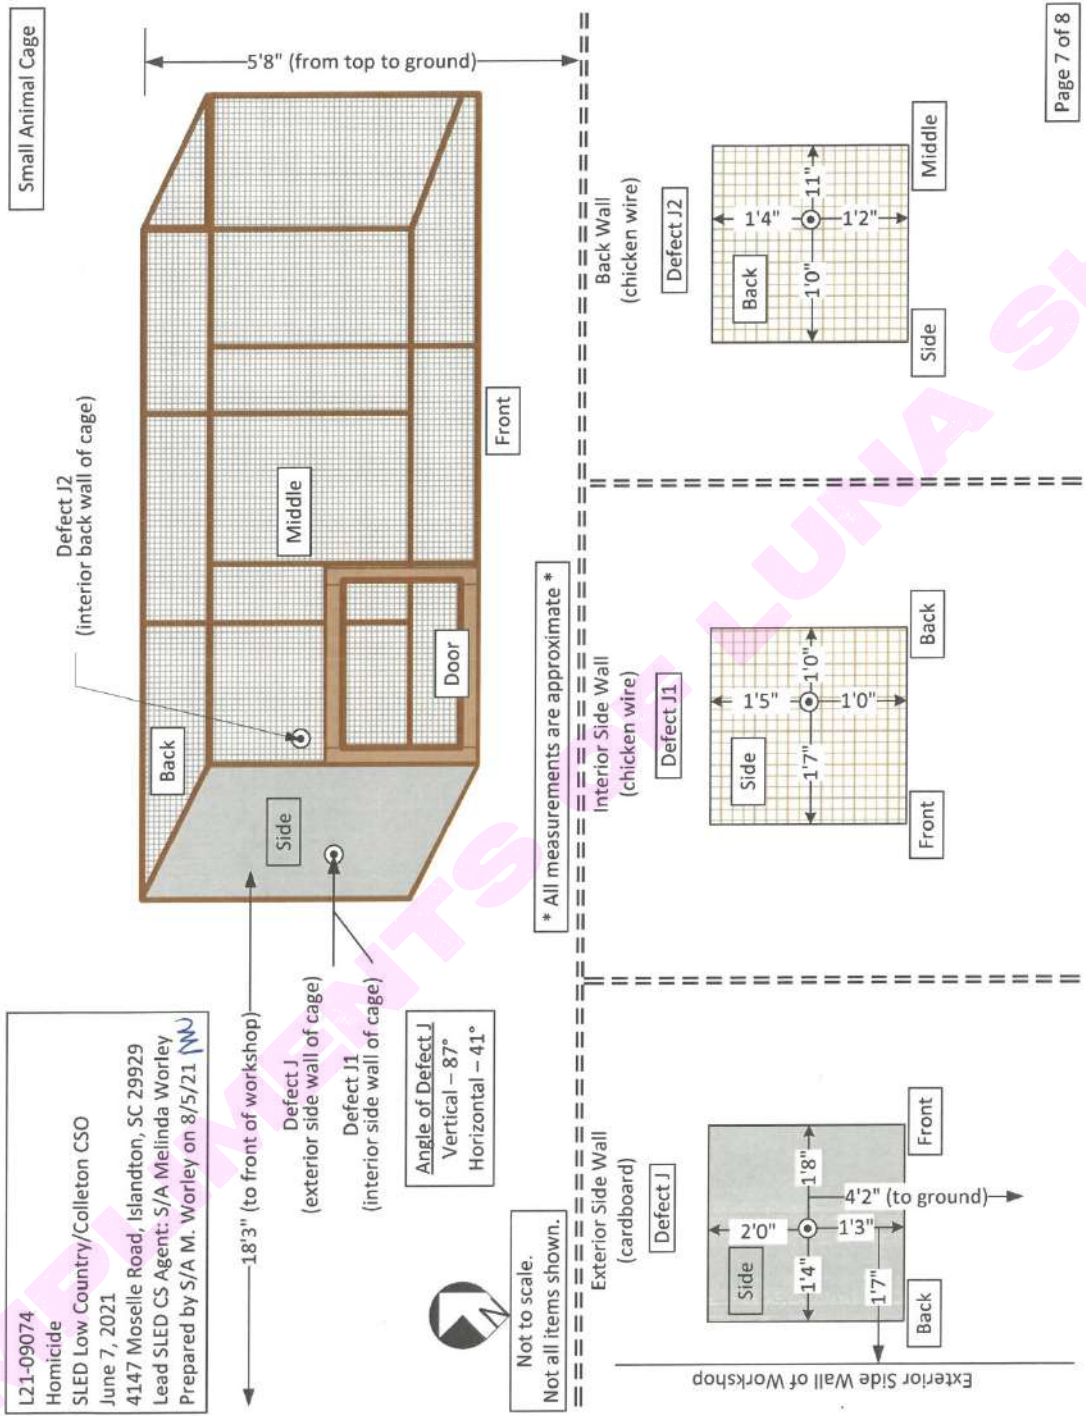 L21-09074
Homicide
SLED Low Country/Colleton CSO
June 7, 2021
4147 Moselle Road, Islandton, SC 29929
Lead SLED CS Agent: S/A Melinda Worley
Prepared by S/A M. Worley on 8/5/21 MW
Small Animal Cage
Defect J2
(interior back wall of cage)
5'8" (from top to ground)
18'3" (to front of workshop)
Back
Side
Middle
Door
Front
Defect J
(exterior side wall of cage)
Defect J1
(interior side wall of cage)
Angle of Defect J
Vertical – 87°
Horizontal – 41°
N
Not to scale.
Not all items shown.
* All measurements are approximate *
Exterior Side Wall
(cardboard)
Defect J
Side
2'0"
1'4"
1'8"
1'3"
4'2" (to ground)
1'7"
Back
Front
Exterior Side Wall of Workshop
Interior Side Wall
(chicken wire)
Defect J1
Side
1'5"
1'7"
1'0"
1'0"
Front
Back
Back Wall
(chicken wire)
Defect J2
Back
1'4"
1'0"
11"
1'2"
Side
Middle
Page 7 of 8